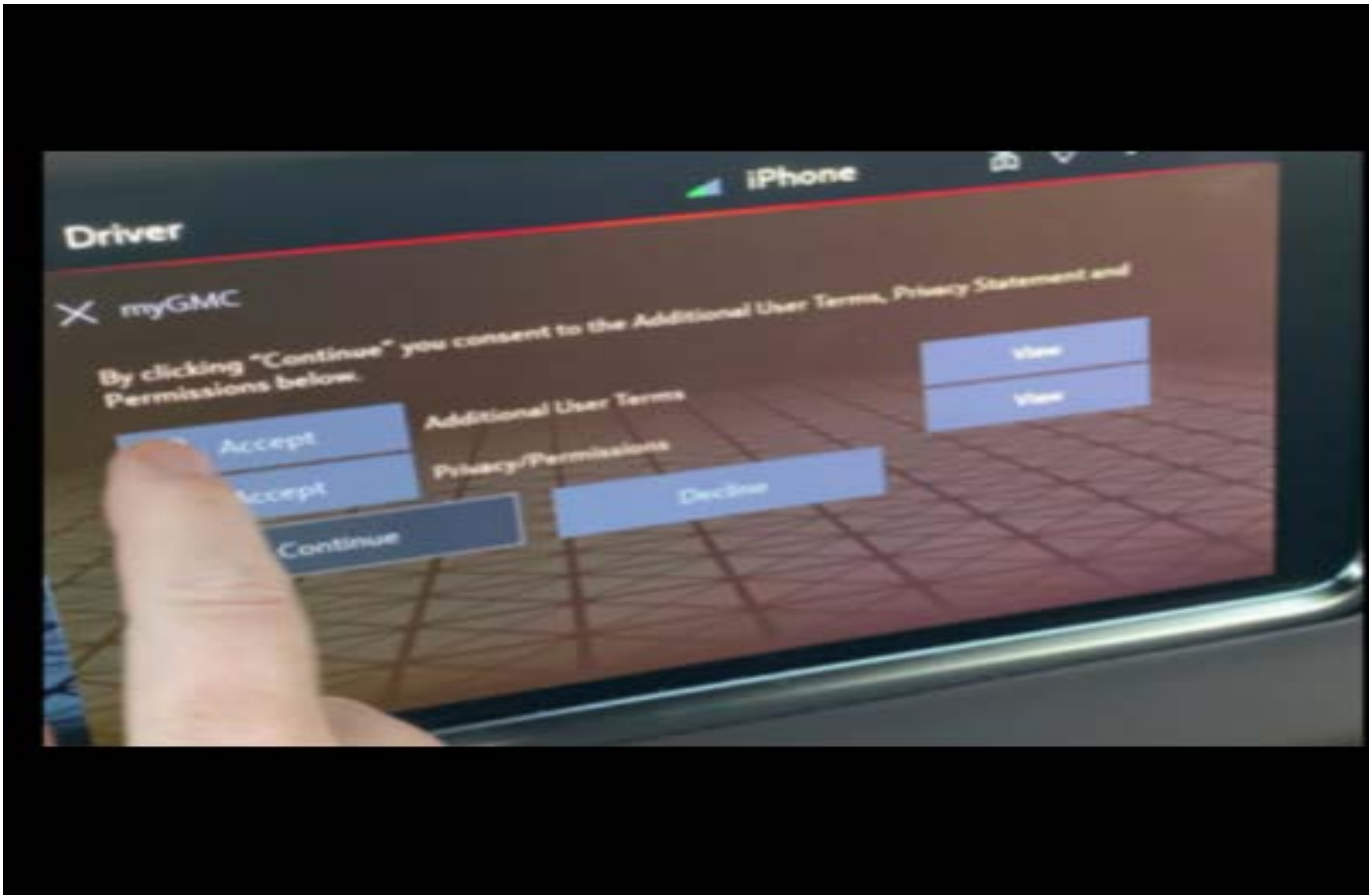 iPhone
Driver
myGMC
By clicking "Continue" you consent to the Additional User Terms, Privacy Statement and
Permissions below.
Accept Additional User Terms View
Accept Privacy/Permissions View
Continue Decline